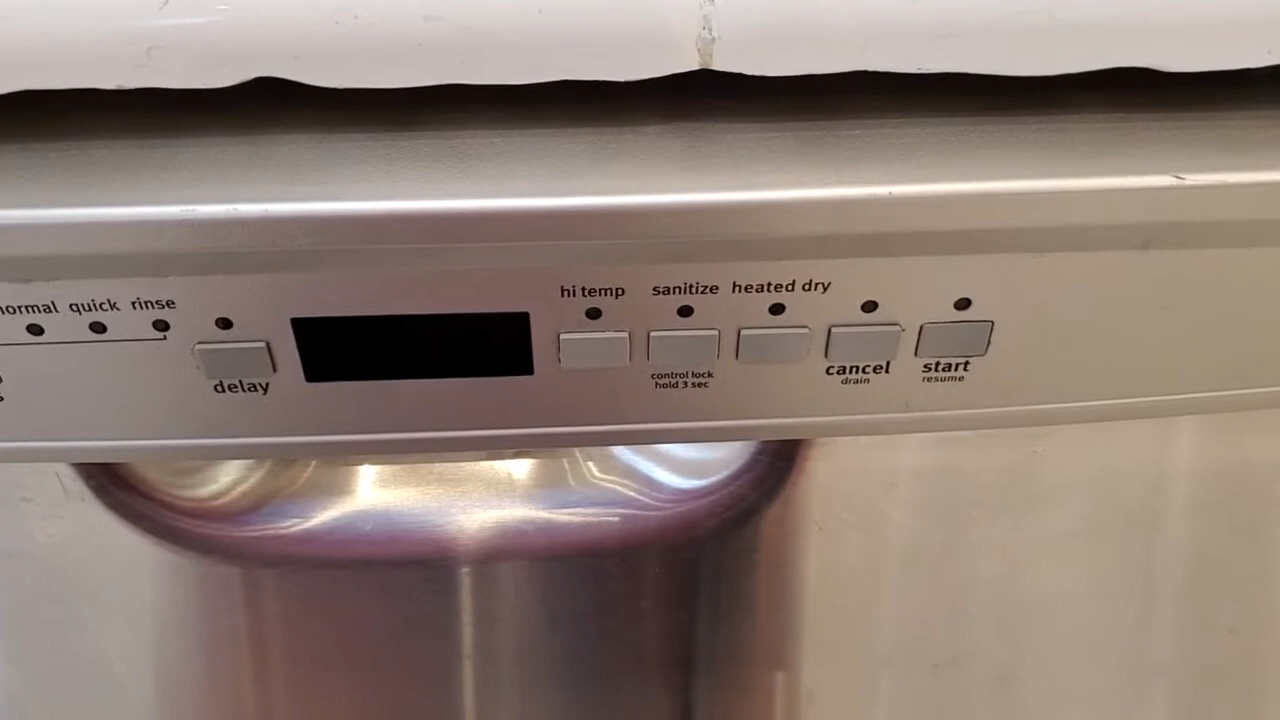 normal quick rinse
delay
hi temp
sanitize
control lock
hold 3 sec
heated dry
cancel
drain
start
resume